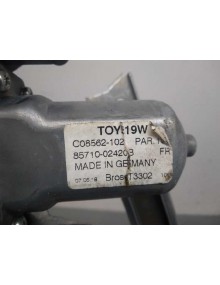 TOY:19W
C08562-102 PAR.
85710-02420B FR
MADE IN GERMANY
Brose T3302